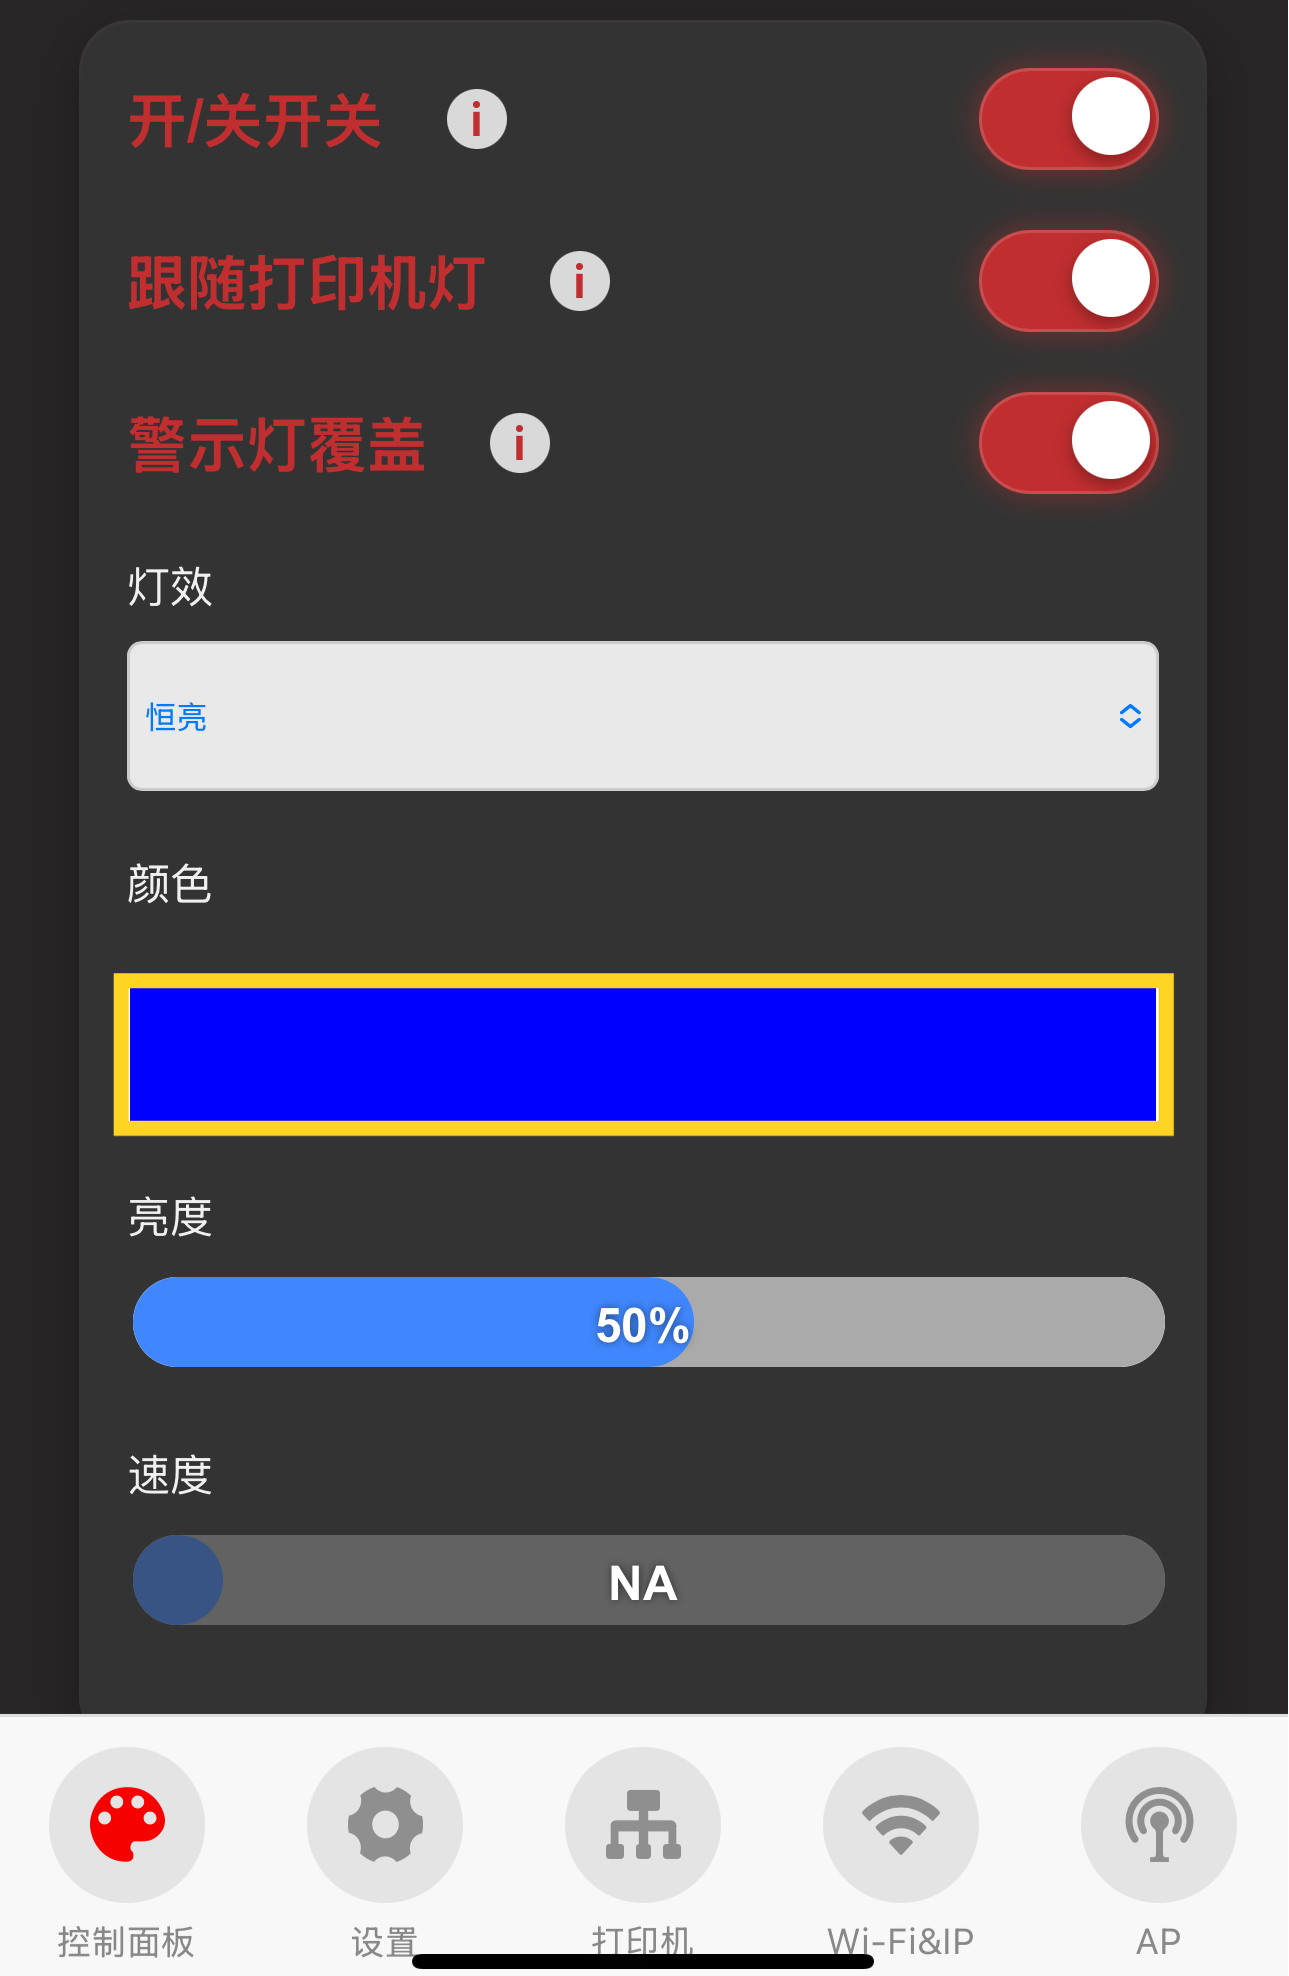 开/关开关 i
跟随打印机灯 i
警示灯覆盖 i
灯效
恒亮
颜色
亮度
50%
速度
NA
控制面板 设置 打印机 Wi-Fi&IP AP